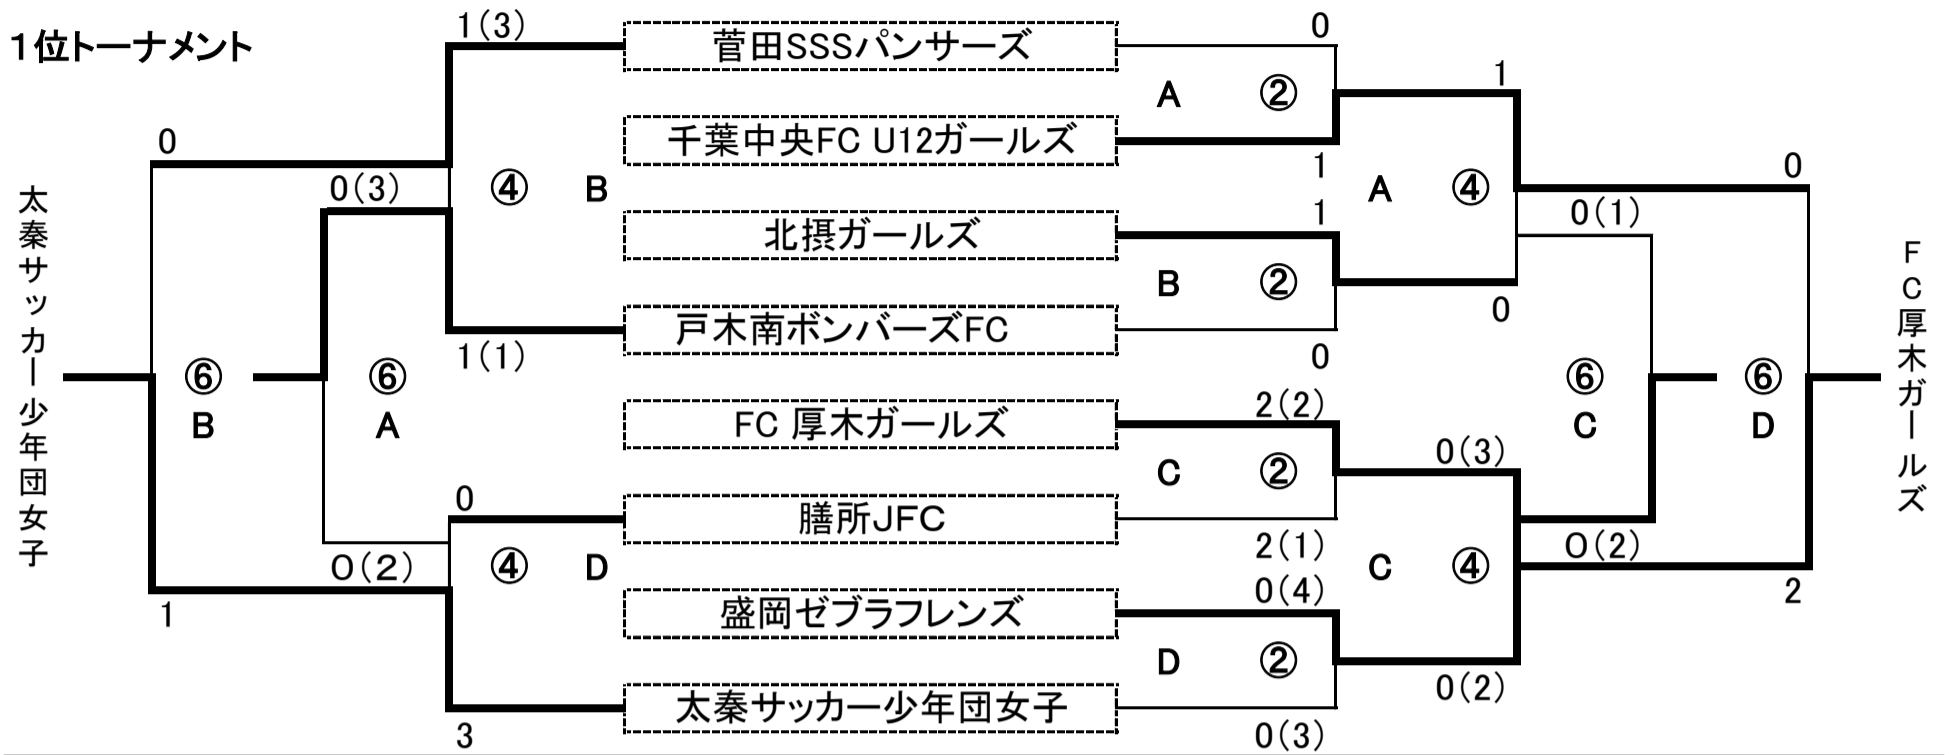 1位トーナメント
1(3)
菅田SSSパンサーズ
0
A ②
1
千葉中央FC U12ガールズ
1
0
0(3)
④ B
A ④
0
0(1)
北摂ガールズ
1
B ②
0
戸木南ボンバーズFC
1(1)
0
太秦サッカー少年団女子
⑥
B
⑥
A
⑥
C
⑥
D
FC厚木ガールズ
FC 厚木ガールズ
2(2)
C ②
0(3)
0
膳所JFC
2(1)
O(2)
O(2)
④ D
C ④
1
盛岡ゼブラフレンズ
0(4)
2
D ②
0(2)
太秦サッカー少年団女子
3
0(3)